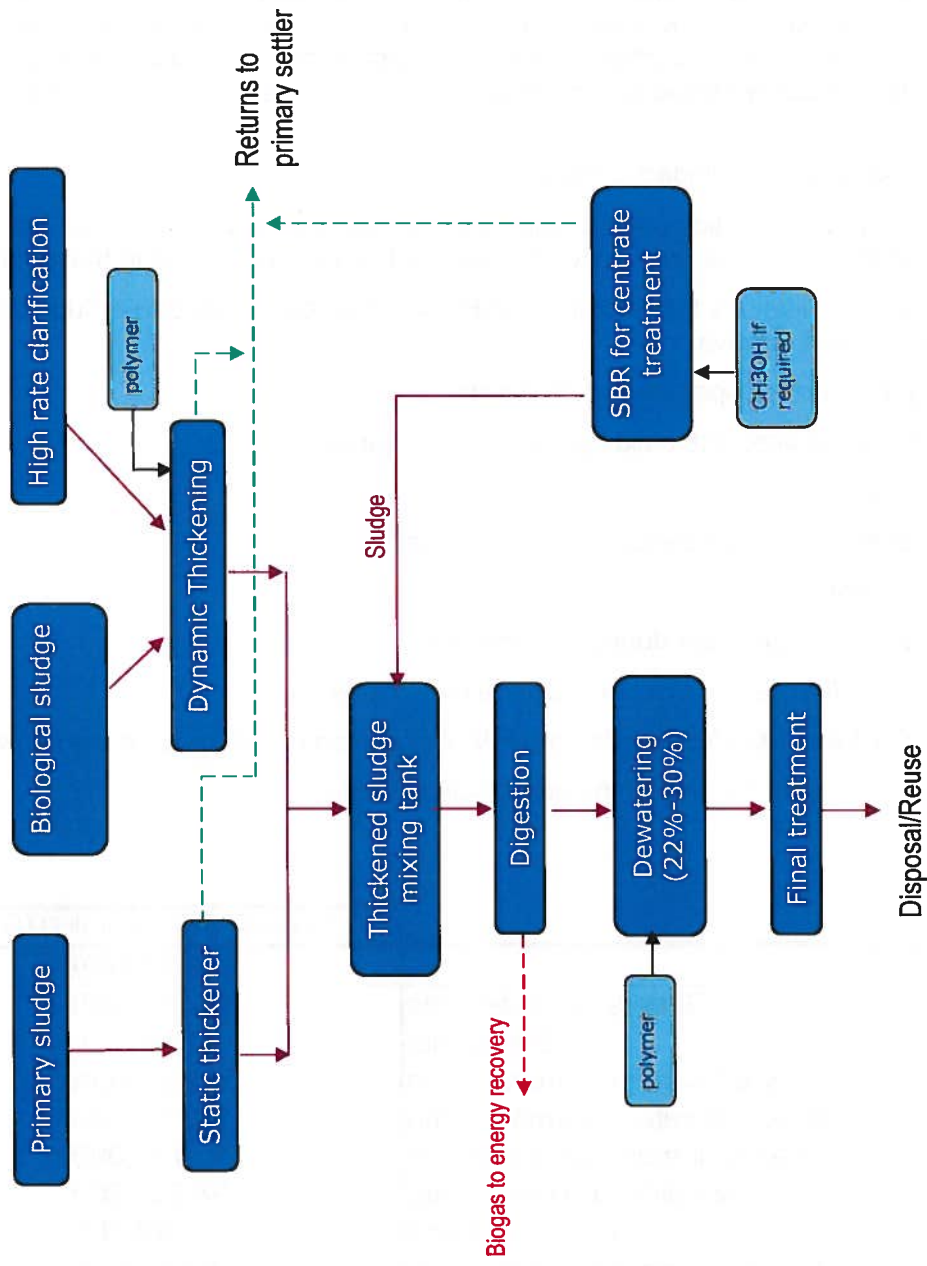 Primary sludge
Biological sludge
High rate clarification
polymer
Static thickener
Dynamic Thickening
Returns to
primary settler
Thickened sludge
mixing tank
Sludge
SBR for centrate
treatment
CH3OH if
required
Digestion
Biogas to energy recovery
polymer
Dewatering
(22%-30%)
Final treatment
Disposal/Reuse